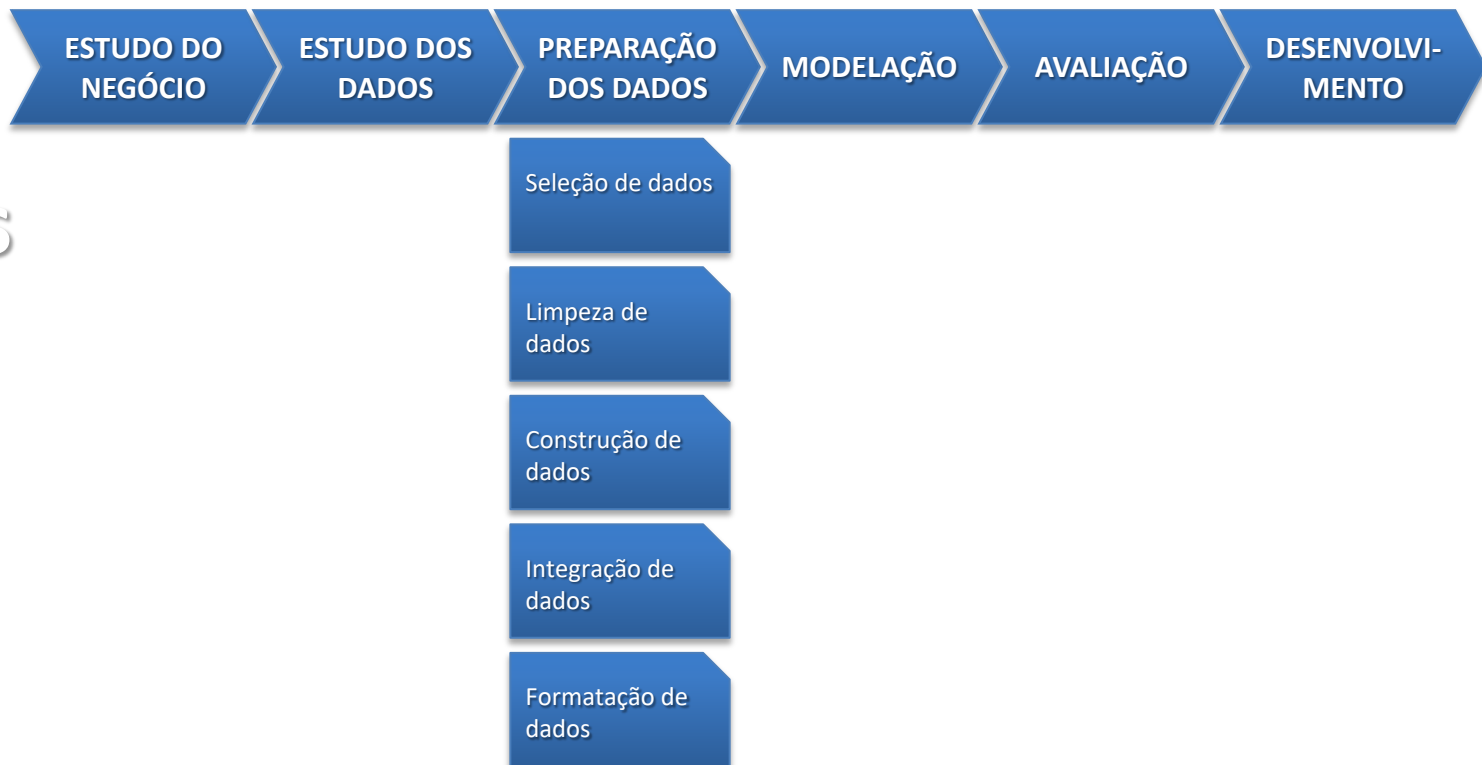 ESTUDO DO
NEGÓCIO
ESTUDO DOS
DADOS
PREPARAÇÃO
DOS DADOS
MODELAÇÃO
AVALIAÇÃO
DESENVOLVI-
MENTO
Seleção de dados
Limpeza de
dados
Construção de
dados
Integração de
dados
Formatação de
dados